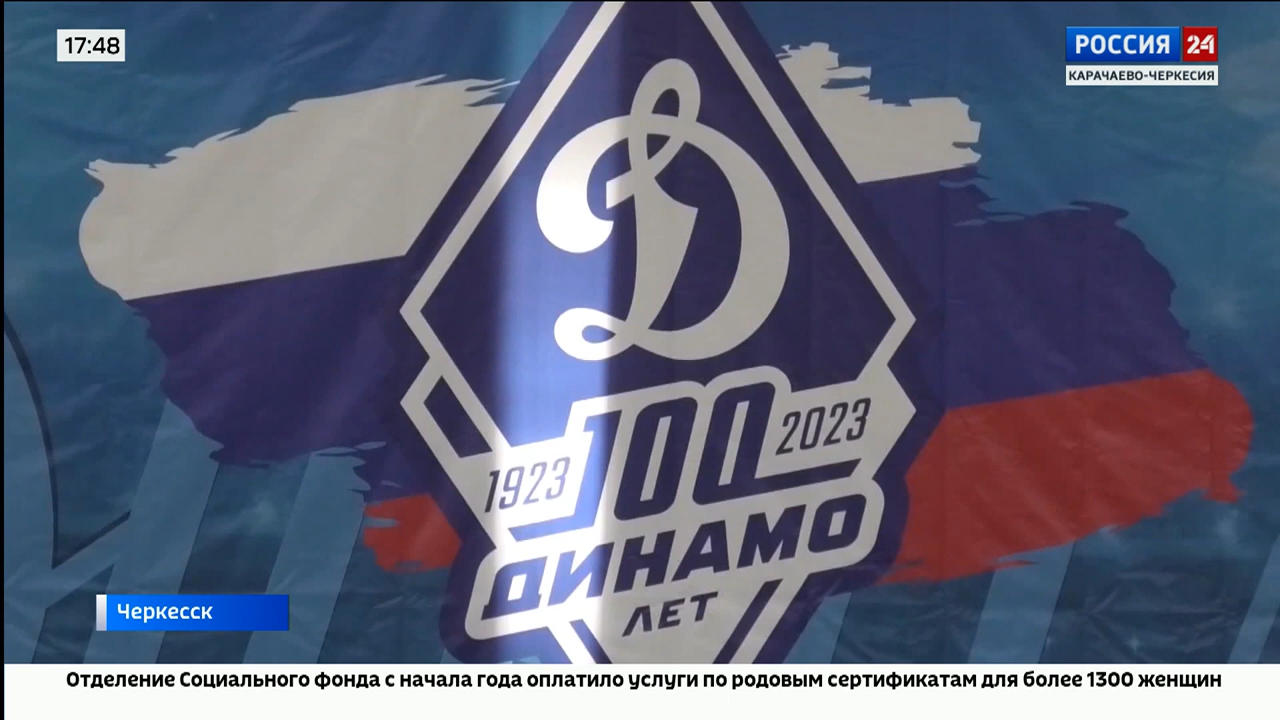 17:48
РОССИЯ 24
КАРАЧАЕВО-ЧЕРКЕСИЯ
Д
1923 100 2023
ДИНАМО
ЛЕТ
Черкесск
Отделение Социального фонда с начала года оплатило услуги по родовым сертификатам для более 1300 женщин